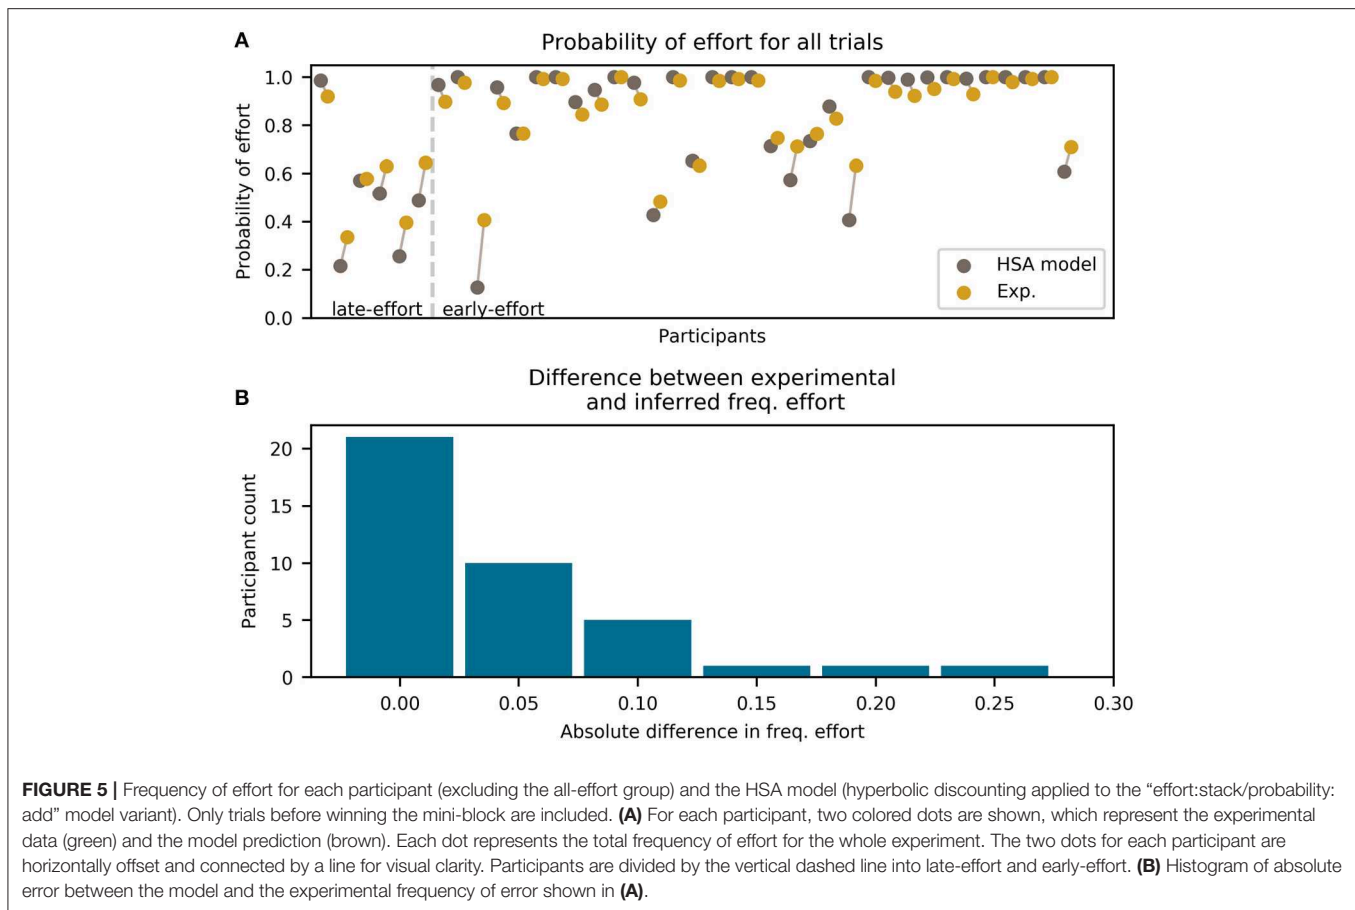 A
Probability of effort for all trials
1.0
0.8
0.6
0.4
0.2
0.0
Probability of effort
late-effort
early-effort
HSA model
Exp.
Participants
B
Difference between experimental
and inferred freq. effort
20
15
10
5
0
Participant count
0.00 0.05 0.10 0.15 0.20 0.25 0.30
Absolute difference in freq. effort
FIGURE 5 | Frequency of effort for each participant (excluding the all-effort group) and the HSA model (hyperbolic discounting applied to the “effort:stack/probability:
add” model variant). Only trials before winning the mini-block are included. (A) For each participant, two colored dots are shown, which represent the experimental
data (green) and the model prediction (brown). Each dot represents the total frequency of effort for the whole experiment. The two dots for each participant are
horizontally offset and connected by a line for visual clarity. Participants are divided by the vertical dashed line into late-effort and early-effort. (B) Histogram of absolute
error between the model and the experimental frequency of error shown in (A).